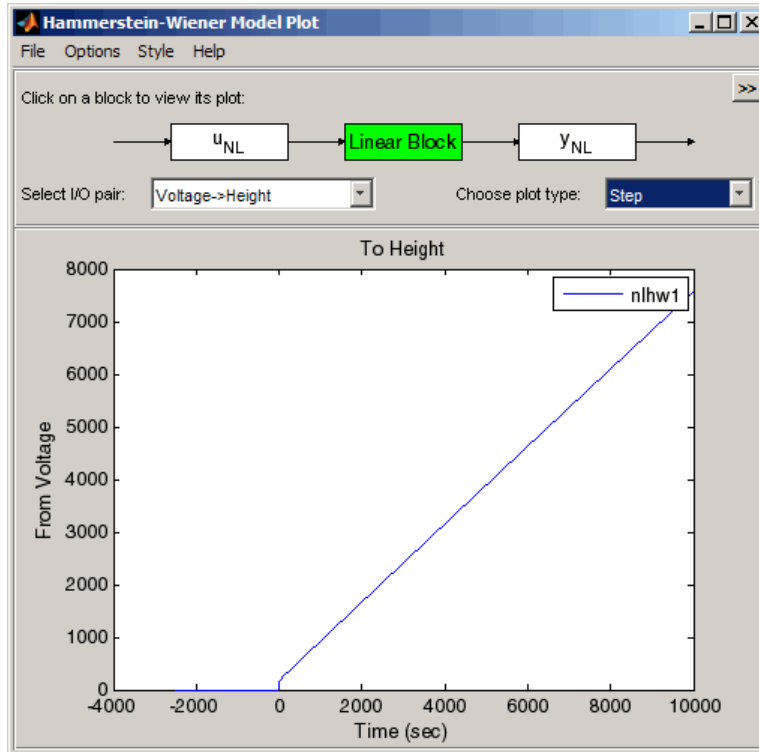 Hammerstein-Wiener Model Plot
File Options Style Help
Click on a block to view its plot:
>>
uNL Linear Block yNL
Select I/O pair: Voltage->Height Choose plot type: Step
To Height
8000
nlhw1
7000
6000
5000
4000
3000
2000
1000
0
From Voltage
-4000 -2000 0 2000 4000 6000 8000 10000
Time (sec)